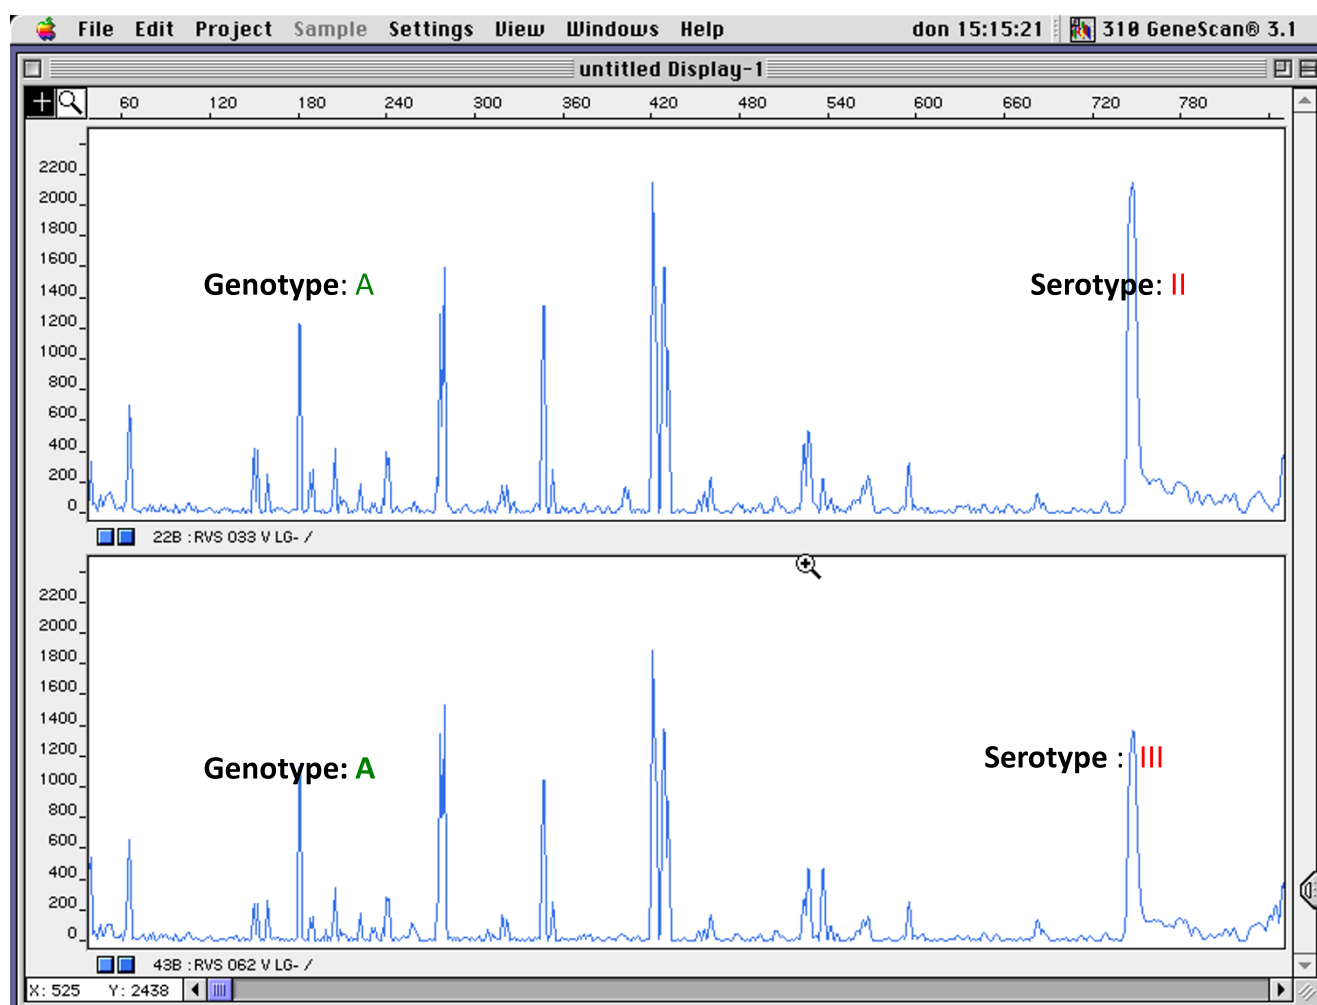 File Edit Project Sample Settings View Windows Help don 15:15:21 310 GeneScan® 3.1
untitled Display-1
60 120 180 240 300 360 420 480 540 600 660 720 780
2200
2000
1800
1600
1400
1200
1000
800
600
400
200
0
Genotype: A
Serotype: II
22B : RVS 033 V LG- /
2200
2000
1800
1600
1400
1200
1000
800
600
400
200
0
Genotype: A
Serotype : III
43B : RVS 062 V LG- /
X: 525 Y: 2438